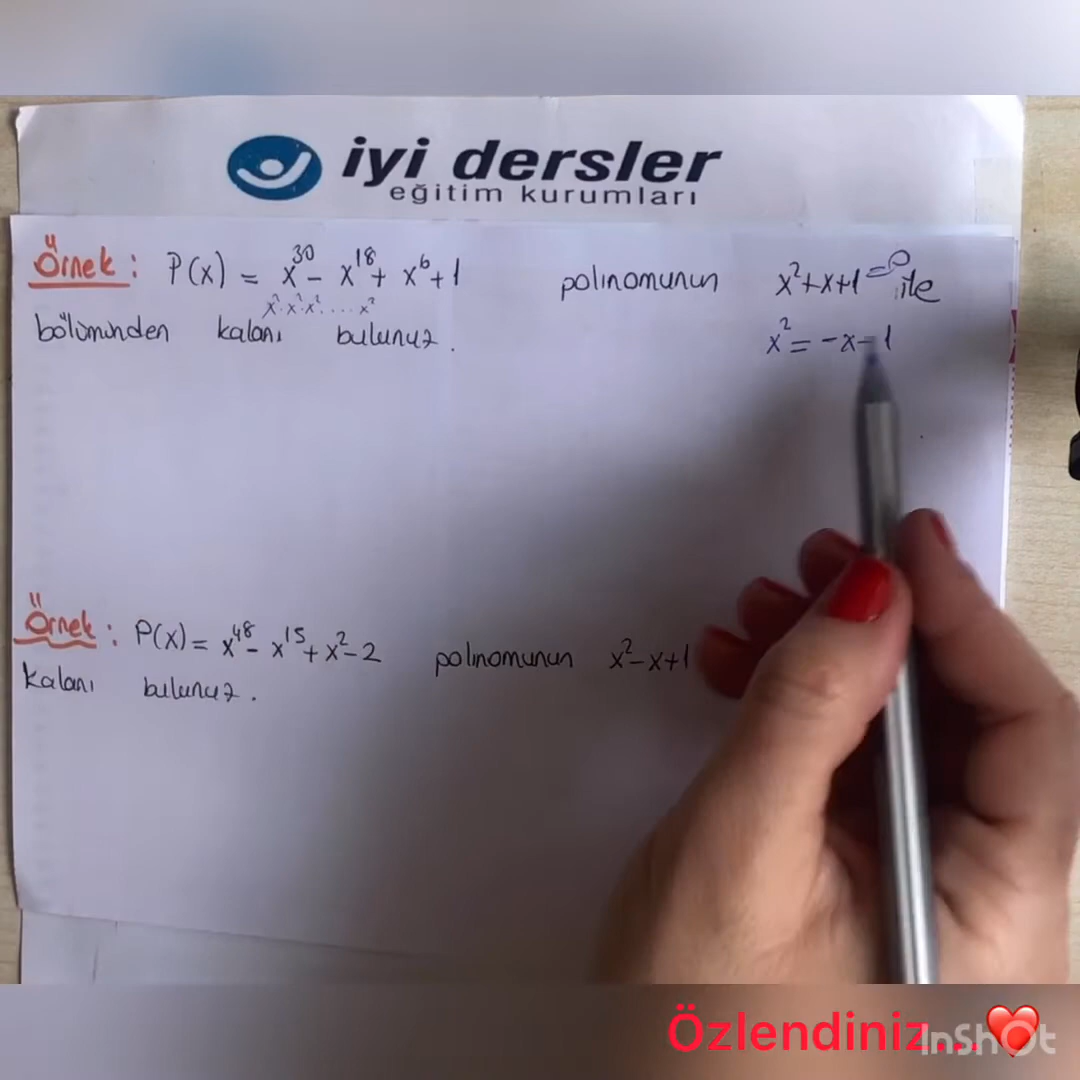 iyi dersler
eğitim kurumları
Örnek : P(x) = x³⁰ - x¹⁸ + x⁶ + 1 polinomunun x² + x + 1 = 0 ile
x² · x² · x² . . . . x²
bölümünden kalanı bulunuz .
x² = -x - 1
Örnek : P(x) = x⁴⁸ - x¹⁵ + x² - 2 polinomunun x² - x + 1
kalanı bulunuz .
Özlendiniz...❤️
InShOt